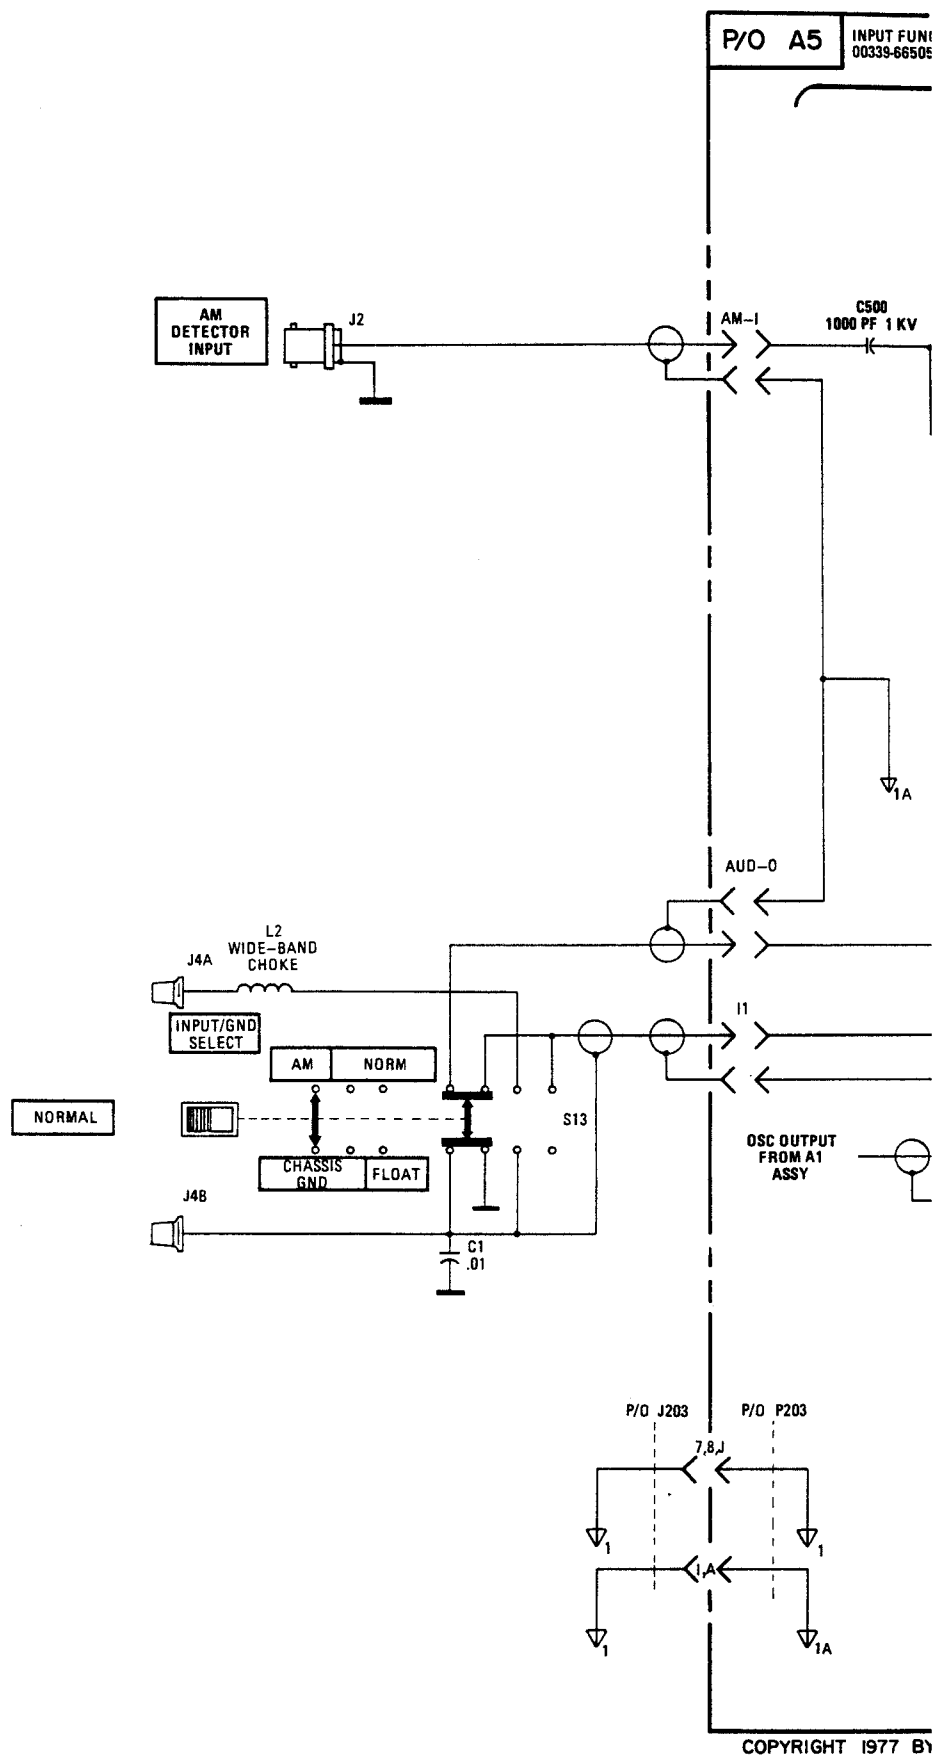 P/O A5
INPUT
00339-66505
AM
DETECTOR
INPUT
J2
AM-I
C500
1000 PF 1 KV
1A
AUD-O
L2
WIDE-BAND
CHOKE
J4A
INPUT/GND
SELECT
I1
AM
NORM
NORMAL
S13
CHASSIS
GND
FLOAT
OSC OUTPUT
FROM A1
ASSY
J4B
C1
.01
P/O J203
P/O P203
7,8,J
1
1
1,A
1
1A
COPYRIGHT 1977 BY